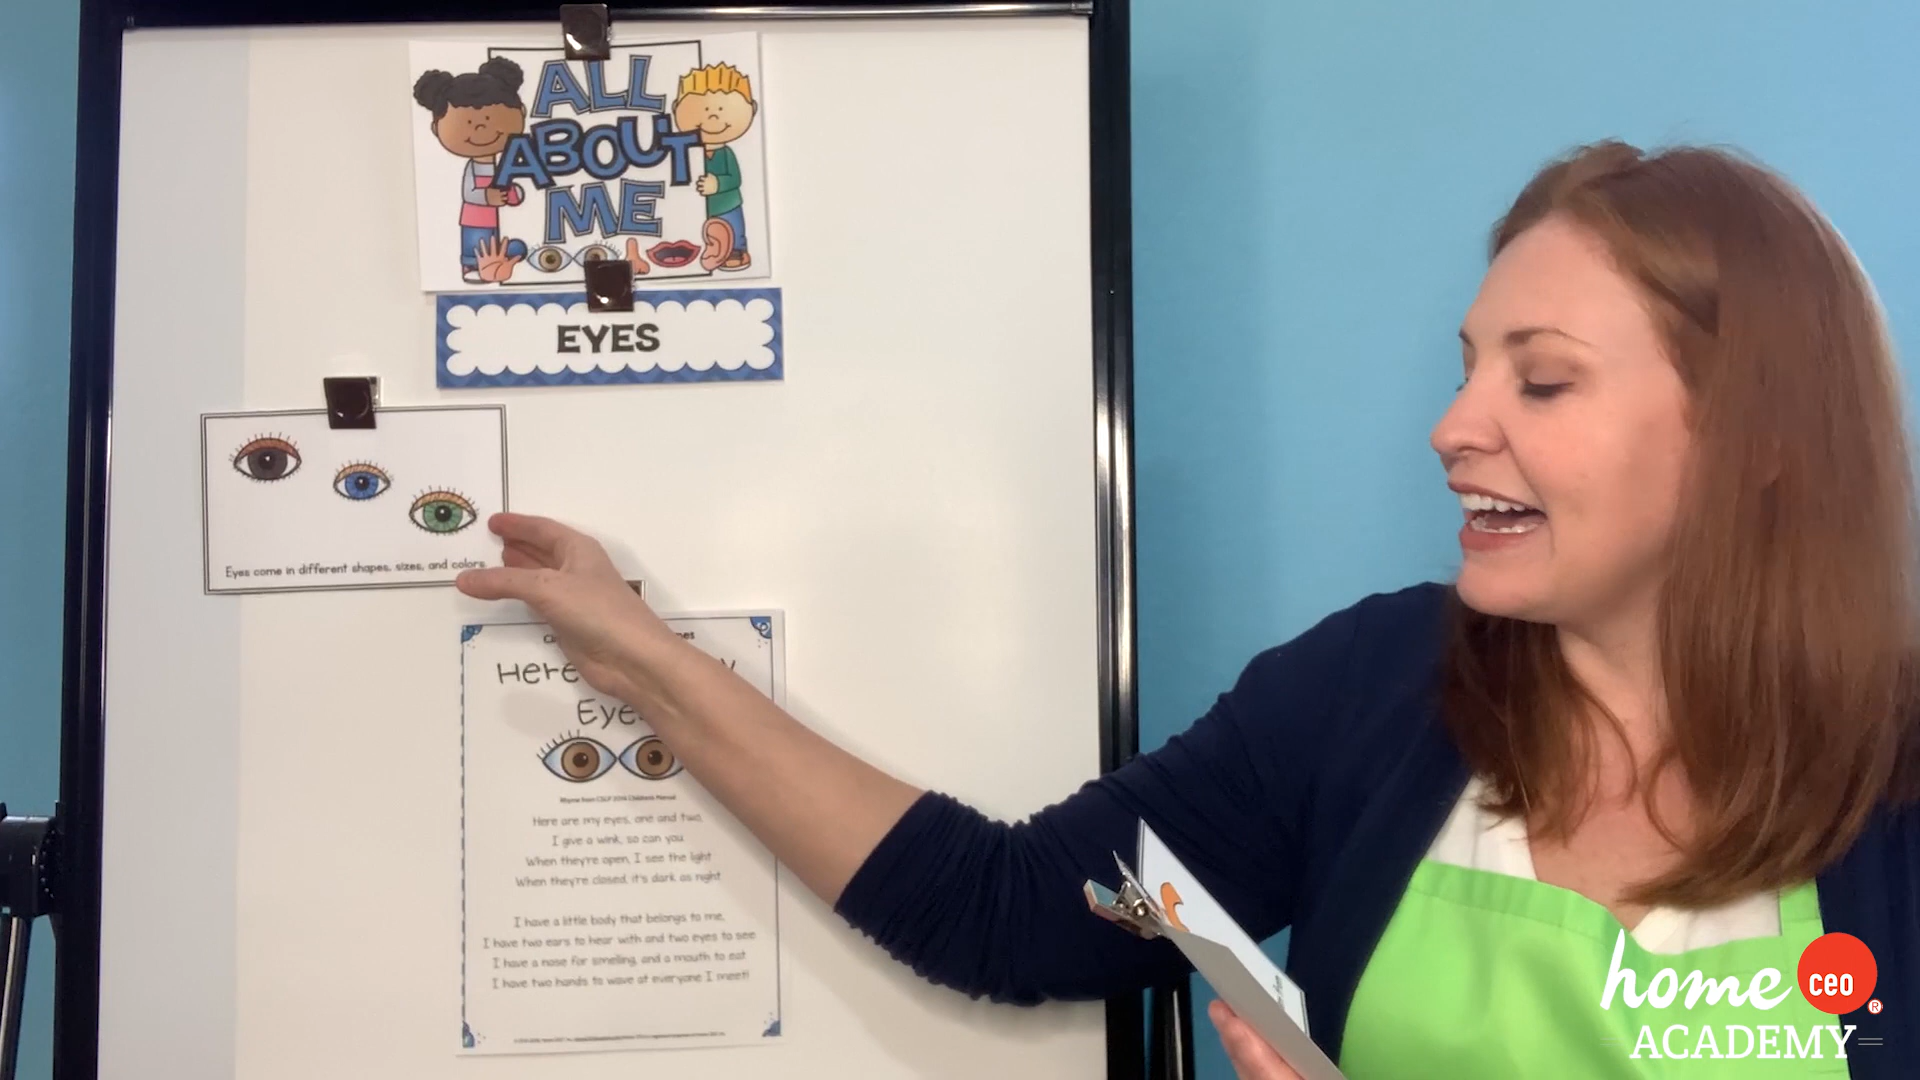 ALL
ABOUT
ME
EYES
Eyes come in different shapes, sizes, and colors.
Here
Eyes
Here are my eyes, one and two,
I give a wink, so can you.
When they're open, I see the light
When they're closed, it's dark as night
I have a little body that belongs to me,
I have two ears to hear with and two eyes to see
I have a nose for smelling, and a mouth to eat
I have two hands to wave at everyone I meet!
home ceo ®
ACADEMY